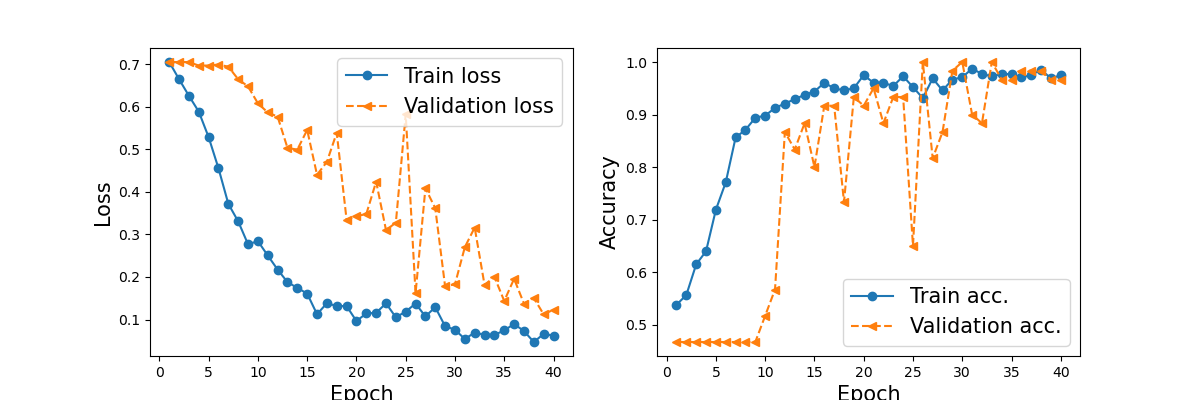 0.7
0.6
0.5
0.4
0.3
0.2
0.1
Loss
Train loss
Validation loss
0 5 10 15 20 25 30 35 40
Epoch
1.0
0.9
0.8
0.7
0.6
0.5
Accuracy
Train acc.
Validation acc.
0 5 10 15 20 25 30 35 40
Epoch